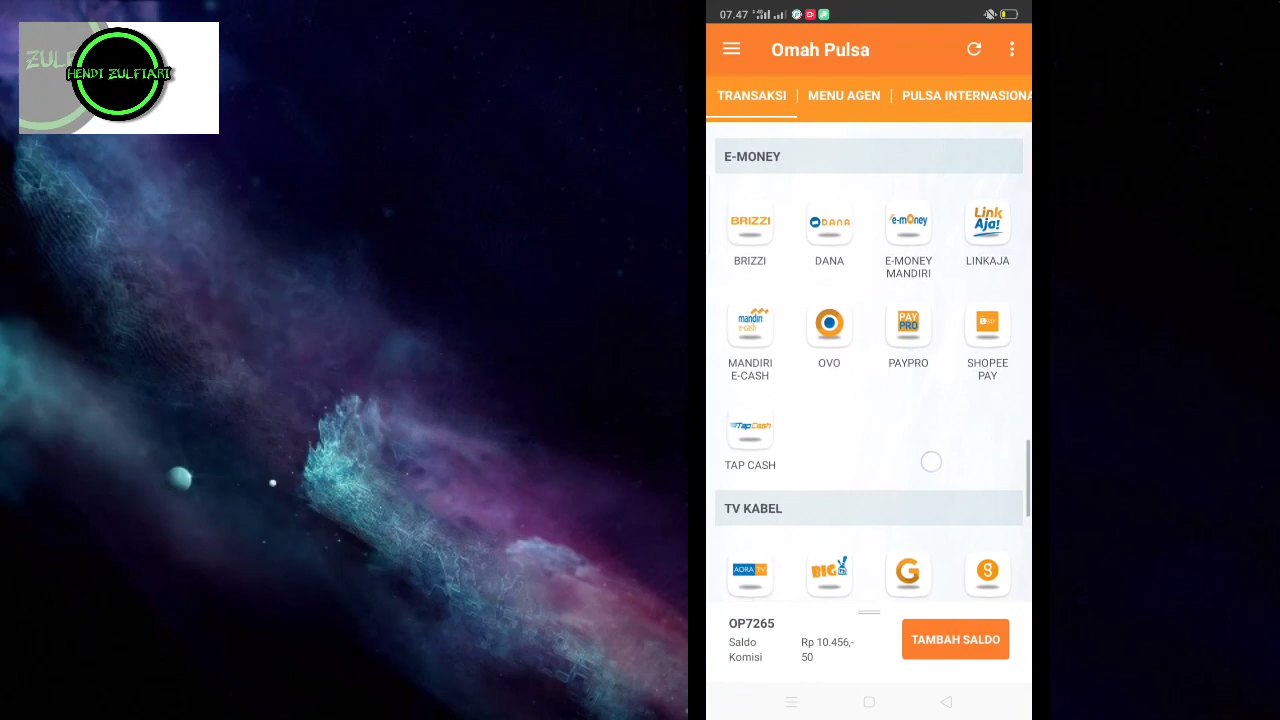 ZULF
HENDI ZULFIARI
07.47
Omah Pulsa
TRANSAKSI
MENU AGEN
PULSA INTERNASIONA
E-MONEY
BRIZZI
DANA
e-money
Link
Aja!
BRIZZI
DANA
E-MONEY
MANDIRI
LINKAJA
mandiri
e-cash
PAY
PRO
MANDIRI
E-CASH
OVO
PAYPRO
SHOPEE
PAY
TapCash
TAP CASH
TV KABEL
AORA TV
BIG
G
OP7265
Saldo
Rp 10.456,-
Komisi
50
TAMBAH SALDO